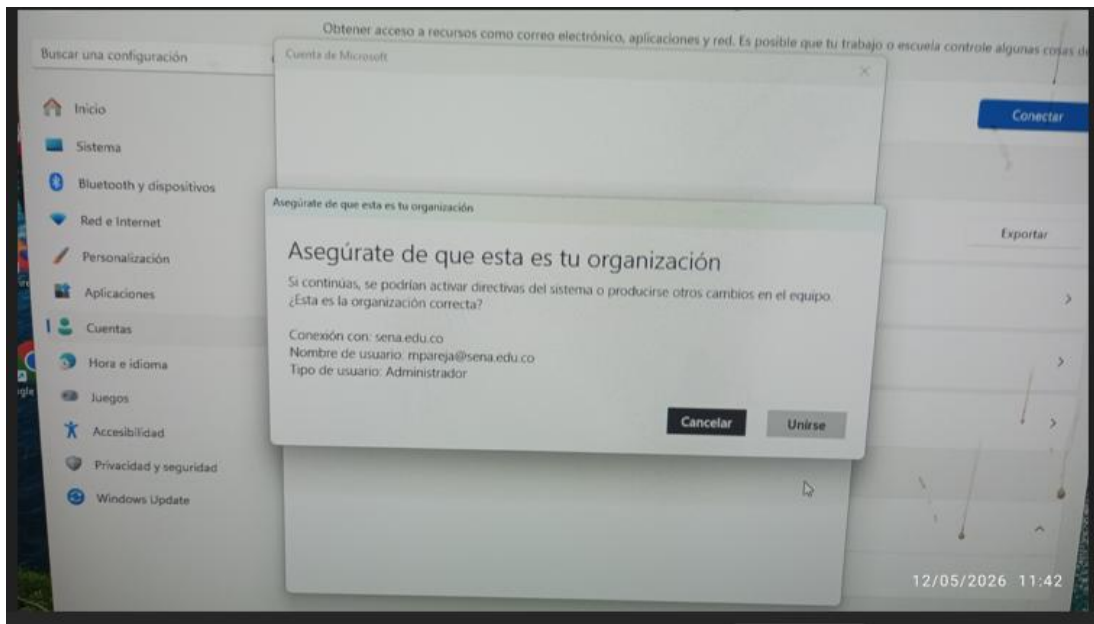 Obtener acceso a recursos como correo electrónico, aplicaciones y red. Es posible que tu trabajo o escuela controle algunas cosas de
Buscar una configuración
Cuenta de Microsoft
Inicio
Sistema
Bluetooth y dispositivos
Red e Internet
Personalización
Aplicaciones
Cuentas
Hora e idioma
Juegos
Accesibilidad
Privacidad y seguridad
Windows Update
Conectar
Exportar
Asegúrate de que esta es tu organización
Asegúrate de que esta es tu organización
Si continúas, se podrían activar directivas del sistema o producirse otros cambios en el equipo.
¿Esta es la organización correcta?
Conexión con: sena.edu.co
Nombre de usuario: mpareja@sena.edu.co
Tipo de usuario: Administrador
Cancelar
Unirse
12/05/2026 11:42